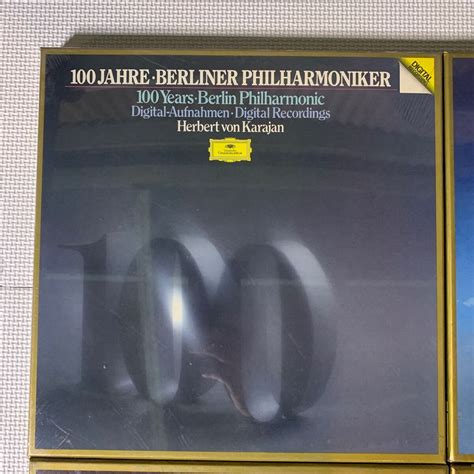 100 JAHRE · BERLINER PHILHARMONIKER
100 Years · Berlin Philharmonic
Digital-Aufnahmen · Digital Recordings
Herbert von Karajan
DIGITAL
100